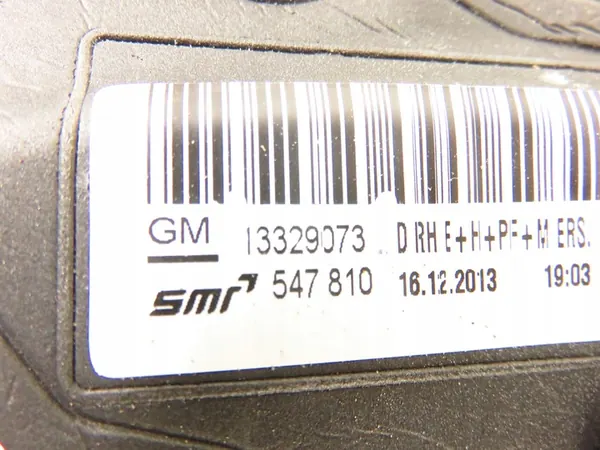 GM 13329073 D RH E+H+PF+M ERS.
smr 547 810 16.12.2013 19:03